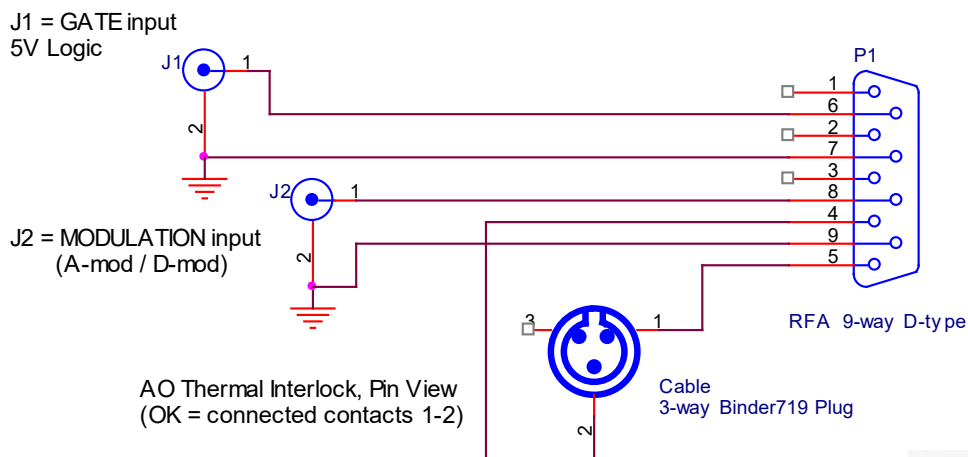 J1 = GATE input
5V Logic
J1
1
2
J2
1
2
J2 = MODULATION input
(A-mod / D-mod)
P1
1
6
2
7
3
8
4
9
5
RFA 9-way D-type
3
1
2
AO Thermal Interlock, Pin View
(OK = connected contacts 1-2)
Cable
3-way Binder719 Plug